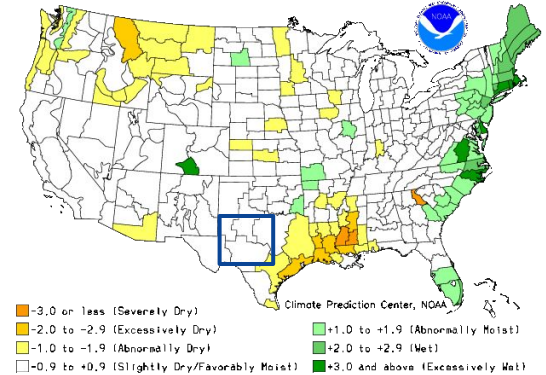 NOAA
Climate Prediction Center, NOAA
-3.0 or less (Severely Dry)
-2.0 to -2.9 (Excessively Dry)
-1.0 to -1.9 (Abnormally Dry)
-0.9 to +0.9 (Slightly Dry/Favorably Moist)
+1.0 to +1.9 (Abnormally Moist)
+2.0 to +2.9 (Wet)
+3.0 and above (Excessively Wet)